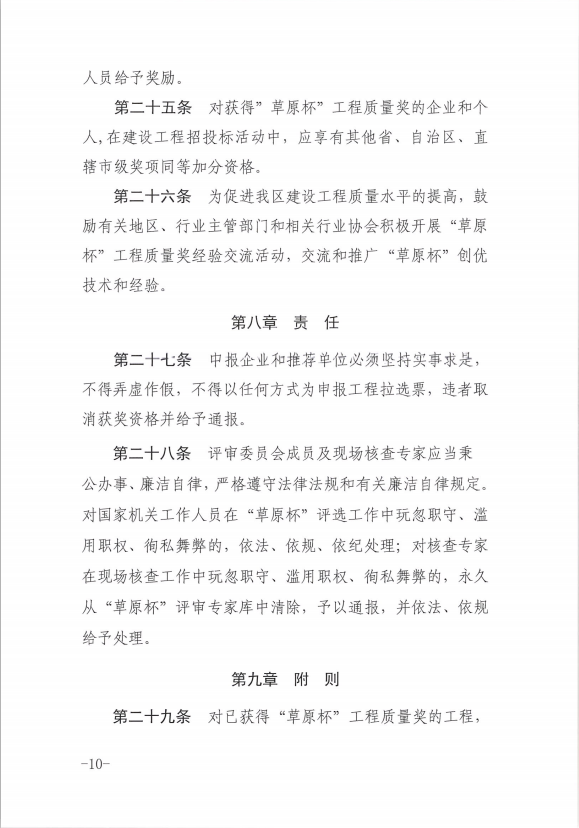 人员给予奖励。
第二十五条 对获得”草原杯”工程质量奖的企业和个
人,在建设工程招投标活动中，应享有其他省、自治区、直
辖市级奖项同等加分资格。
第二十六条 为促进我区建设工程质量水平的提高，鼓
励有关地区、行业主管部门和相关行业协会积极开展“草原
杯”工程质量奖经验交流活动，交流和推广“草原杯”创优
技术和经验。
第八章 责 任
第二十七条 申报企业和推荐单位必须坚持实事求是，
不得弄虚作假，不得以任何方式为申报工程拉选票，违者取
消获奖资格并给予通报。
第二十八条 评审委员会成员及现场核查专家应当秉
公办事、廉洁自律，严格遵守法律法规和有关廉洁自律规定。
对国家机关工作人员在“草原杯”评选工作中玩忽职守、滥
用职权、徇私舞弊的，依法、依规、依纪处理；对核查专家
在现场核查工作中玩忽职守、滥用职权、徇私舞弊的，永久
从“草原杯”评审专家库中清除，予以通报，并依法、依规
给予处理。
第九章 附 则
第二十九条 对已获得“草原杯”工程质量奖的工程，
-10-